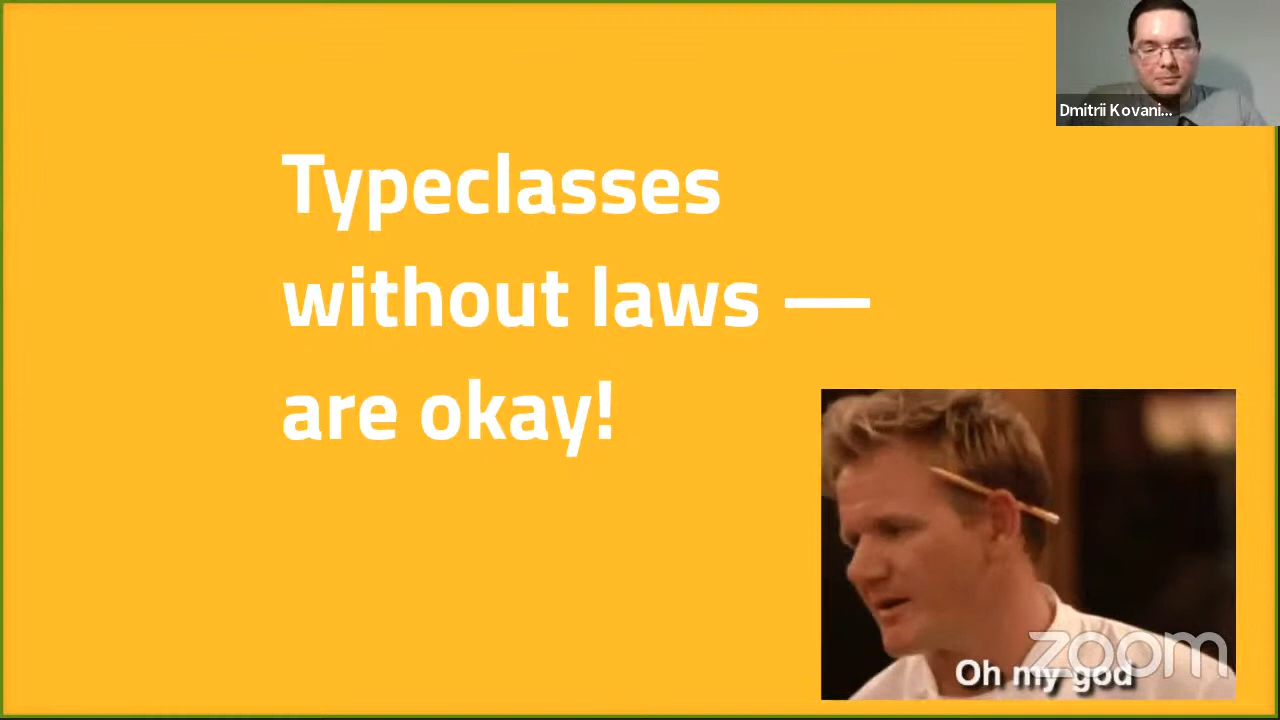 Dmitrii Kovani...
Typeclasses
without laws —
are okay!
Oh my god
zoom